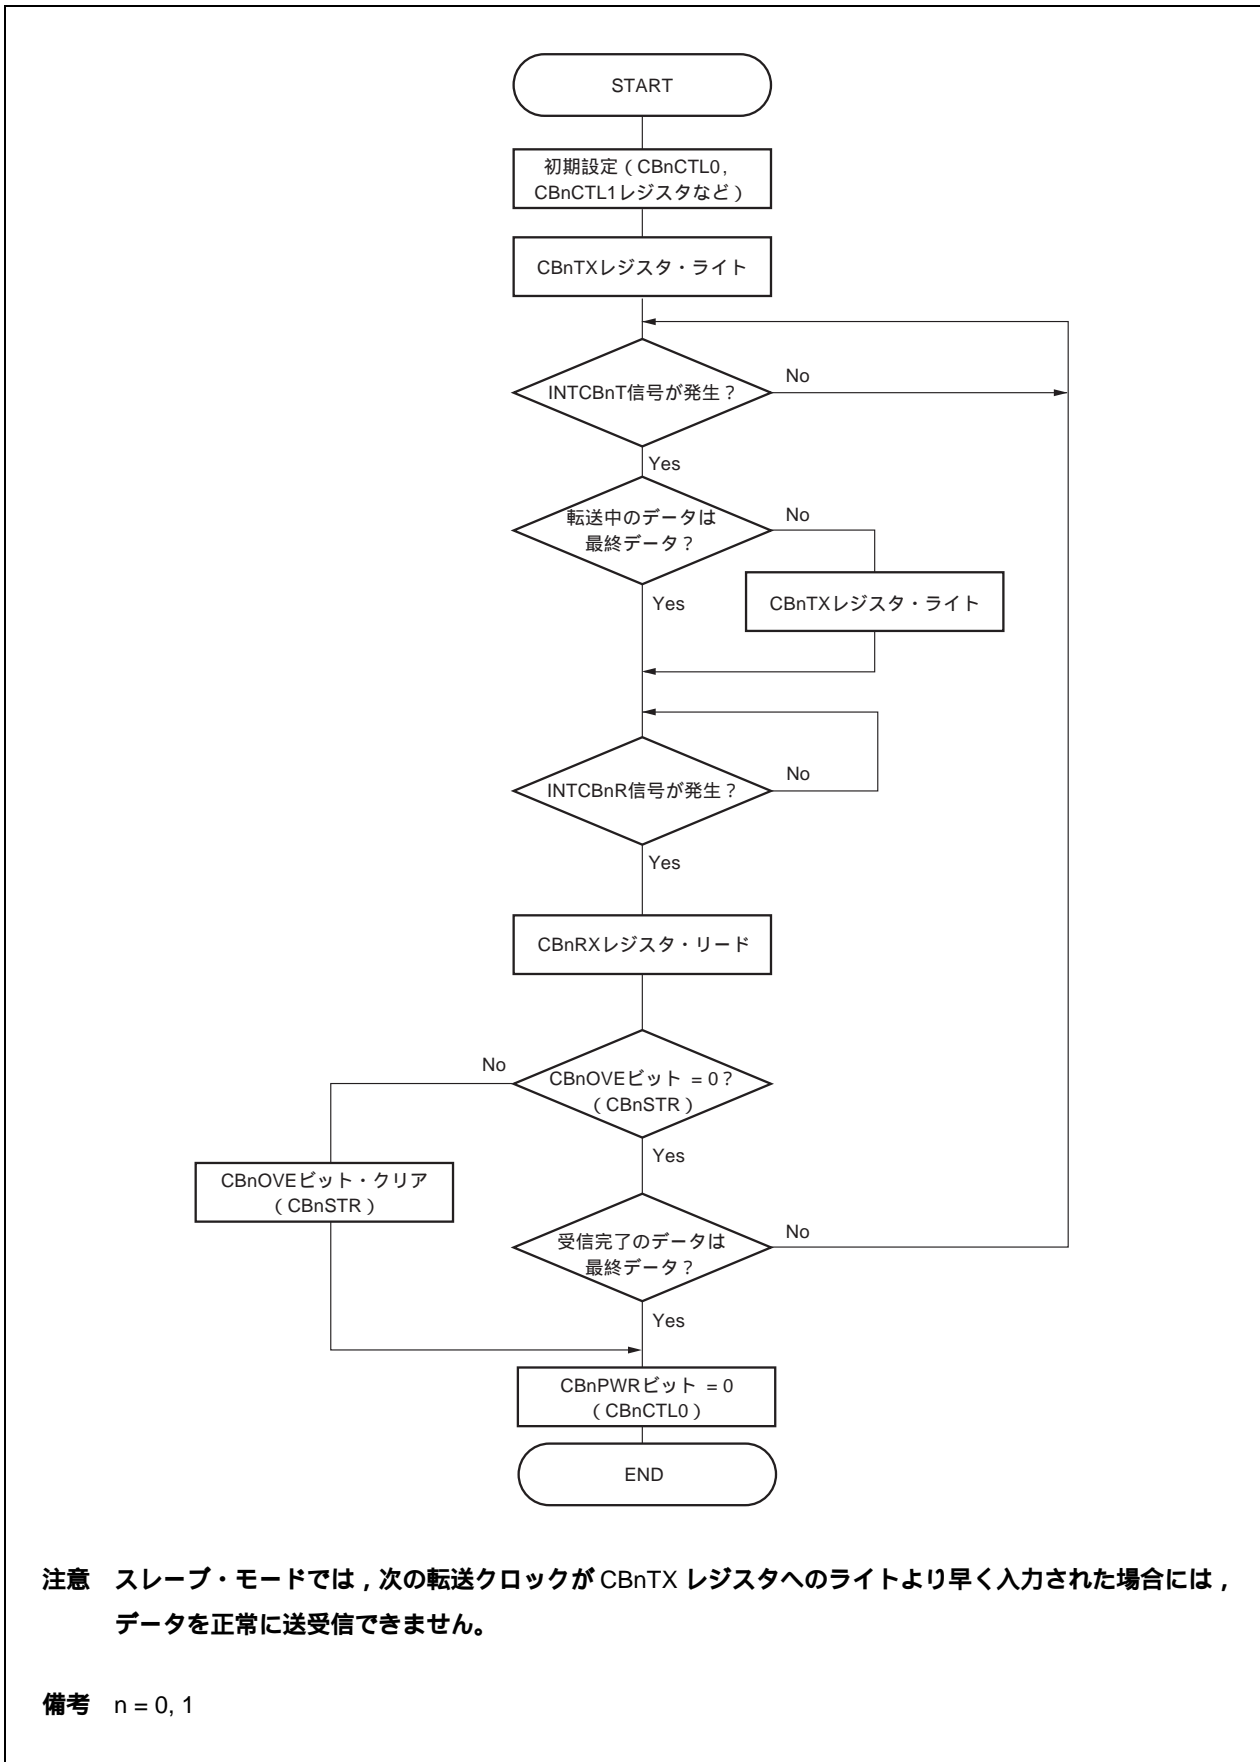 START
初期設定（CBnCTL0，
CBnCTL1レジスタなど）
CBnTXレジスタ・ライト
INTCBnT信号が発生？
No
Yes
転送中のデータは
最終データ？
No
Yes
CBnTXレジスタ・ライト
INTCBnR信号が発生？
No
Yes
CBnRXレジスタ・リード
No
CBnOVEビット = 0？
（CBnSTR）
Yes
CBnOVEビット・クリア
（CBnSTR）
受信完了のデータは
最終データ？
No
Yes
CBnPWRビット = 0
（CBnCTL0）
END
注意　スレーブ・モードでは，次の転送クロックが CBnTX レジスタへのライトより早く入力された場合には，
データを正常に送受信できません。
備考　n = 0, 1